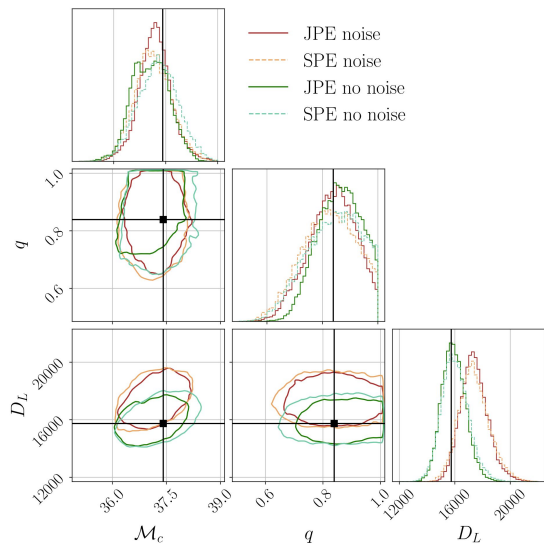 JPE noise
SPE noise
JPE no noise
SPE no noise
1.0
0.8
0.6
q
20000
16000
12000
D_L
36.0 37.5 39.0
0.6 0.8 1.0
12000 16000 20000
ℳ_c
q
D_L